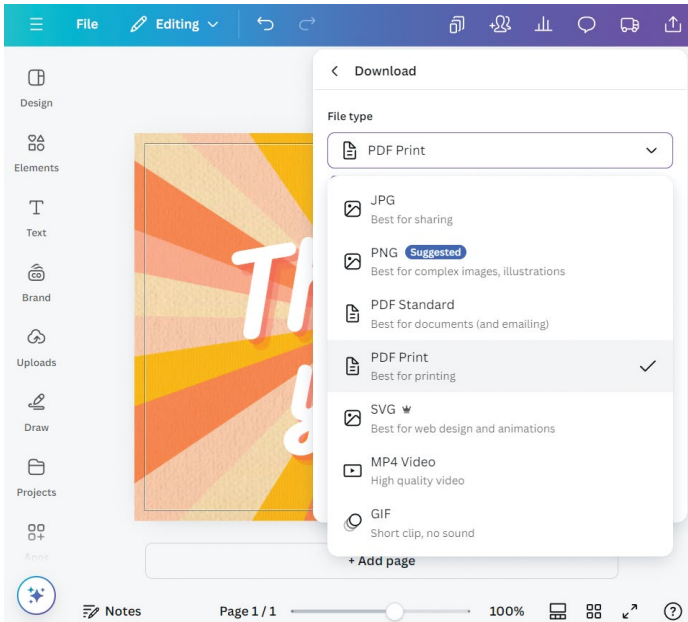 File
Editing
Design
Elements
Text
Brand
Uploads
Draw
Projects
Apps
Th
y
Download
File type
PDF Print
JPG
Best for sharing
PNG Suggested
Best for complex images, illustrations
PDF Standard
Best for documents (and emailing)
PDF Print
Best for printing
SVG
Best for web design and animations
MP4 Video
High quality video
GIF
Short clip, no sound
+ Add page
Notes
Page 1 / 1
100%